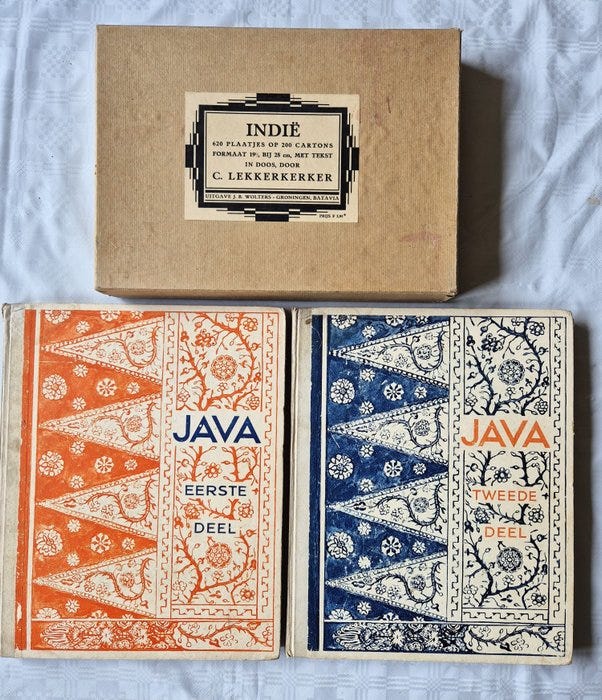 INDIË
620 PLAATJES OP 200 CARTONS
FORMAAT 19½ BIJ 28 cm, MET TEKST
IN DOOS, DOOR
C. LEKKERKERKER
UITGAVE J. B. WOLTERS - GRONINGEN, BATAVIA
PRIJS F
JAVA
EERSTE
DEEL
JAVA
TWEEDE
DEEL